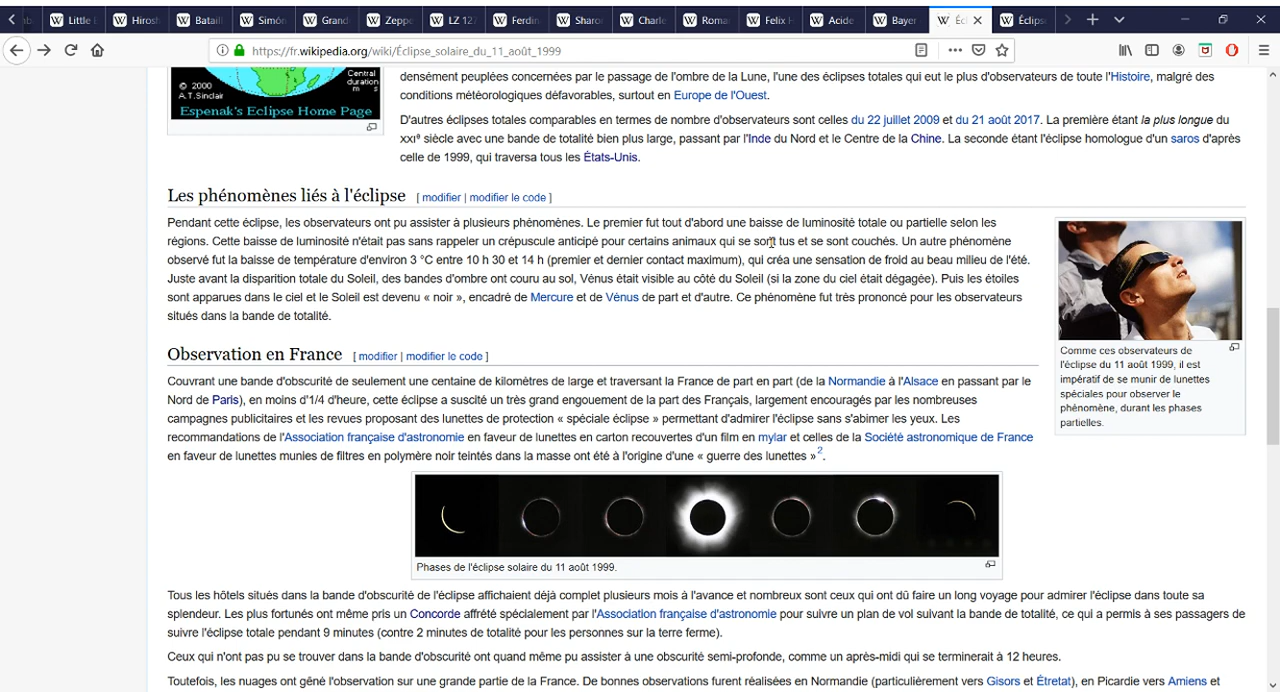 Little
Hirosh
Batail
Simón
Grand
Zeppe
LZ 127
Ferdin
Sharon
Charle
Roma
Felix H
Acide
Bayer
Écl
Éclips
https://fr.wikipedia.org/wiki/Éclipse_solaire_du_11_août_1999
Central
duration
m s
© 2000
A.T.Sinclair
Espenak's Eclipse Home Page
densément peuplées concernées par le passage de l'ombre de la Lune, l'une des éclipses totales qui eut le plus d'observateurs de toute l'Histoire, malgré des
conditions météorologiques défavorables, surtout en Europe de l'Ouest.
D'autres éclipses totales comparables en termes de nombre d'observateurs sont celles du 22 juillet 2009 et du 21 août 2017. La première étant la plus longue du
XXIe siècle avec une bande de totalité bien plus large, passant par l'Inde du Nord et le Centre de la Chine. La seconde étant l'éclipse homologue d'un saros d'après
celle de 1999, qui traversa tous les États-Unis.
Les phénomènes liés à l'éclipse [ modifier | modifier le code ]
Pendant cette éclipse, les observateurs ont pu assister à plusieurs phénomènes. Le premier fut tout d'abord une baisse de luminosité totale ou partielle selon les
régions. Cette baisse de luminosité n'était pas sans rappeler un crépuscule anticipé pour certains animaux qui se sont tus et se sont couchés. Un autre phénomène
observé fut la baisse de température d'environ 3 °C entre 10 h 30 et 14 h (premier et dernier contact maximum), qui créa une sensation de froid au beau milieu de l'été.
Juste avant la disparition totale du Soleil, des bandes d'ombre ont couru au sol, Vénus était visible au côté du Soleil (si la zone du ciel était dégagée). Puis les étoiles
sont apparues dans le ciel et le Soleil est devenu « noir », encadré de Mercure et de Vénus de part et d'autre. Ce phénomène fut très prononcé pour les observateurs
situés dans la bande de totalité.
Comme ces observateurs de
l'éclipse du 11 août 1999, il est
impératif de se munir de lunettes
spéciales pour observer le
phénomène, durant les phases
partielles.
Observation en France [ modifier | modifier le code ]
Couvrant une bande d'obscurité de seulement une centaine de kilomètres de large et traversant la France de part en part (de la Normandie à l'Alsace en passant par le
Nord de Paris), en moins d'1/4 d'heure, cette éclipse a suscité un très grand engouement de la part des Français, largement encouragés par les nombreuses
campagnes publicitaires et les revues proposant des lunettes de protection « spéciale éclipse » permettant d'admirer l'éclipse sans s'abimer les yeux. Les
recommandations de l'Association française d'astronomie en faveur de lunettes en carton recouvertes d'un film en mylar et celles de la Société astronomique de France
en faveur de lunettes munies de filtres en polymère noir teintés dans la masse ont été à l'origine d'une « guerre des lunettes »2.
Phases de l'éclipse solaire du 11 août 1999.
Tous les hôtels situés dans la bande d'obscurité de l'éclipse affichaient déjà complet plusieurs mois à l'avance et nombreux sont ceux qui ont dû faire un long voyage pour admirer l'éclipse dans toute sa
splendeur. Les plus fortunés ont même pris un Concorde affrété spécialement par l'Association française d'astronomie pour suivre un plan de vol suivant la bande de totalité, ce qui a permis à ses passagers de
suivre l'éclipse totale pendant 9 minutes (contre 2 minutes de totalité pour les personnes sur la terre ferme).
Ceux qui n'ont pas pu se trouver dans la bande d'obscurité ont quand même pu assister à une obscurité semi-profonde, comme un après-midi qui se terminerait à 12 heures.
Toutefois, les nuages ont gêné l'observation sur une grande partie de la France. De bonnes observations furent réalisées en Normandie (particulièrement vers Gisors et Étretat), en Picardie vers Amiens et